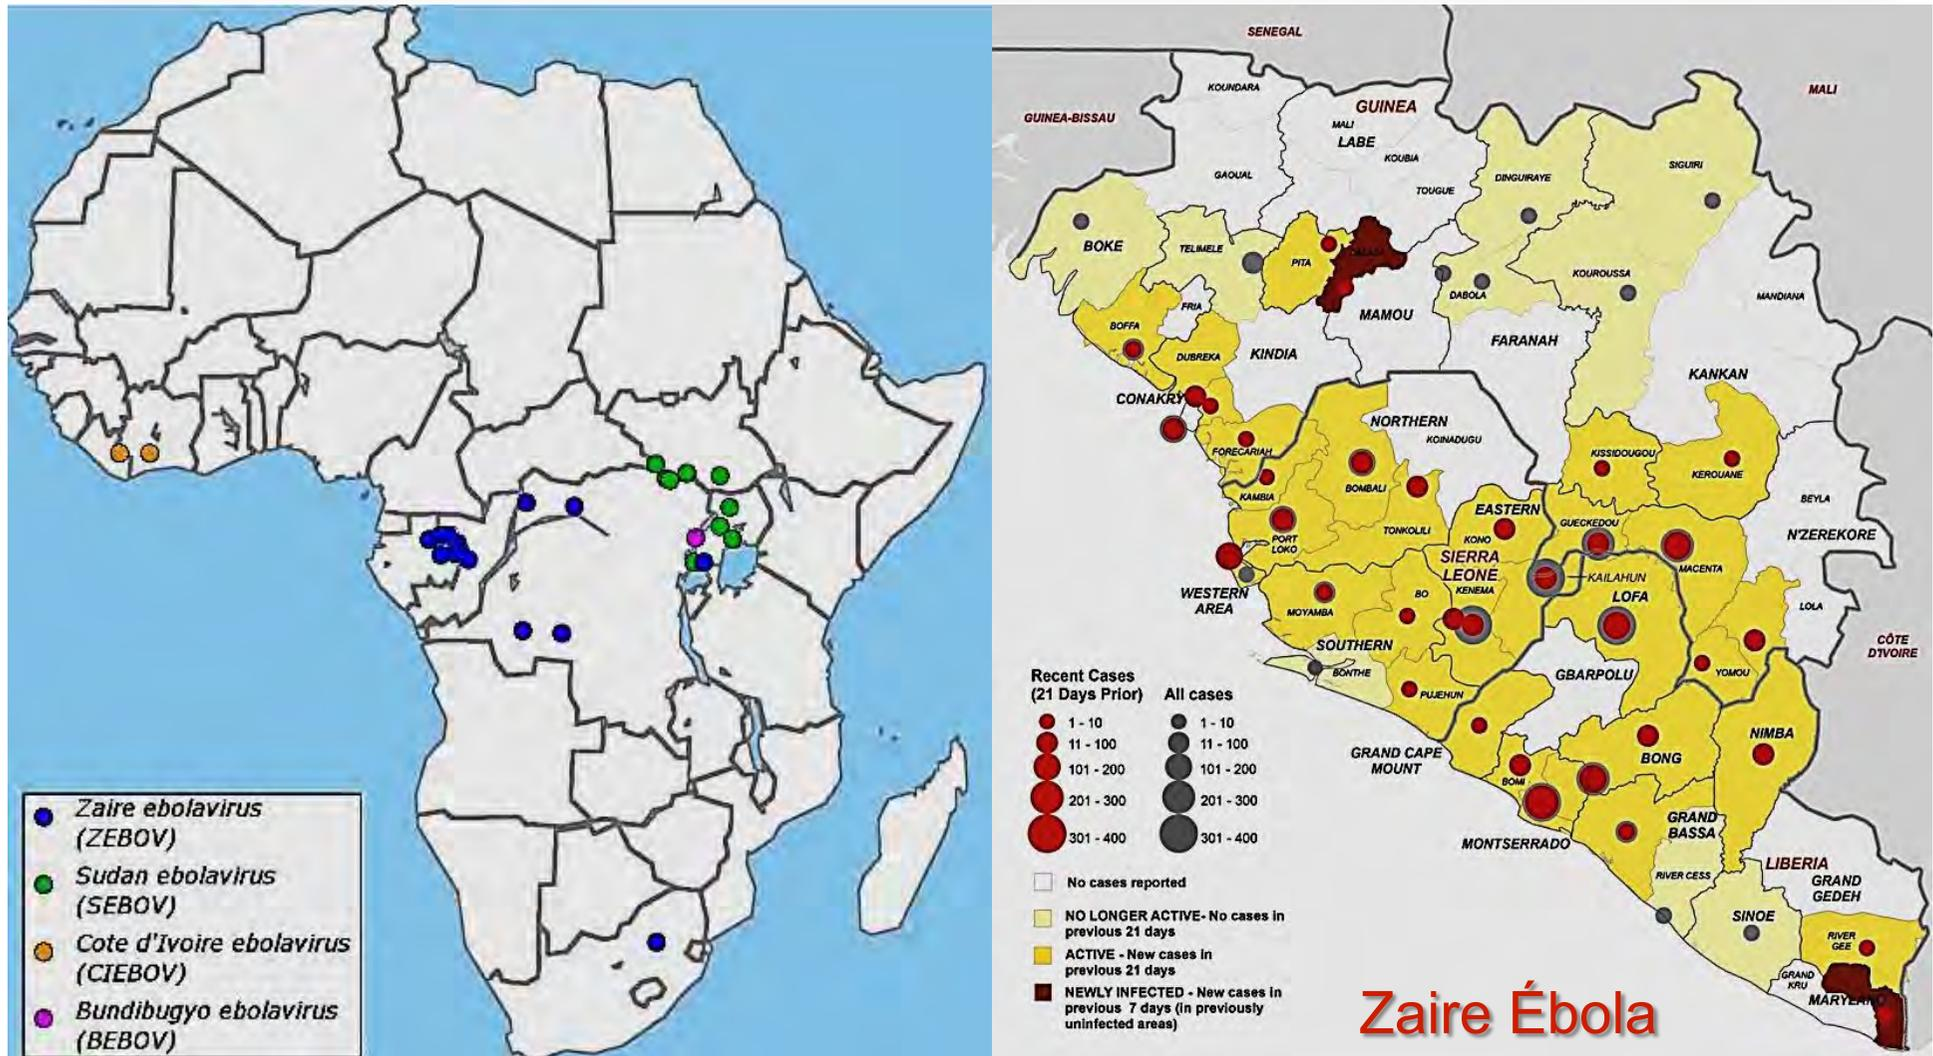 Zaire ebolavirus
(ZEBOV)
Sudan ebolavirus
(SEBOV)
Cote d'Ivoire ebolavirus
(CIEBOV)
Bundibugyo ebolavirus
(BEBOV)
SENEGAL
MALI
GUINEA-BISSAU
KOUNDARA
GUINEA
MALI
LABE
KOUBIA
GAOUAL
TOUGUE
DINGUIRAYE
SIGUIRI
BOKE
TELIMELE
PITA
DABOLA
KOUROUSSA
MANDIANA
FRIA
MAMOU
BOFFA
DUBREKA
KINDIA
FARANAH
KANKAN
CONAKRY
NORTHERN
KOINADUGU
FORECARIAH
KISSIDOUGOU
KEROUANE
KAMBIA
BOMBALI
BEYLA
EASTERN
GUECKEDOU
TONKOLILI
KONO
N'ZEREKORE
PORT
LOKO
SIERRA
LEONE
MACENTA
KAILAHUN
WESTERN
AREA
MOYAMBA
BO
KENEMA
LOFA
LOLA
CÔTE
D'IVOIRE
SOUTHERN
BONTHE
GBARPOLU
YOMOU
PUJEHUN
GRAND CAPE
MOUNT
NIMBA
BONG
BOMI
MONTSERRADO
GRAND
BASSA
LIBERIA
RIVER CESS
GRAND
GEDEH
SINOE
RIVER
GEE
GRAND
KRU
MARYLAND
Recent Cases
(21 Days Prior)
All cases
1 - 10
1 - 10
11 - 100
11 - 100
101 - 200
101 - 200
201 - 300
201 - 300
301 - 400
301 - 400
No cases reported
NO LONGER ACTIVE- No cases in
previous 21 days
ACTIVE - New cases in
previous 21 days
NEWLY INFECTED - New cases in
previous 7 days (in previously
uninfected areas)
Zaire Ébola